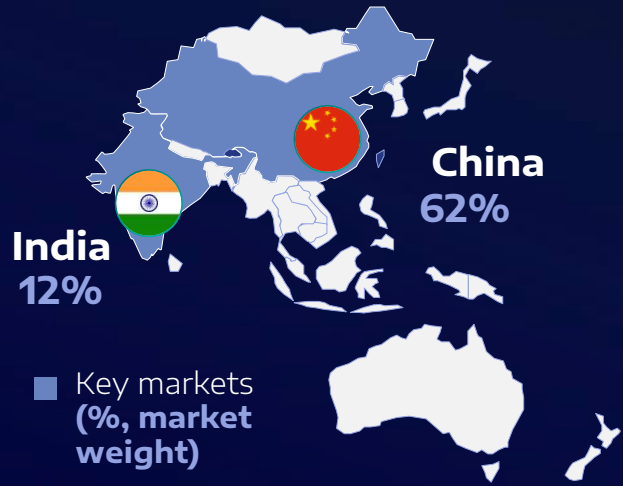 China
62%
India
12%
Key markets
(%, market
weight)